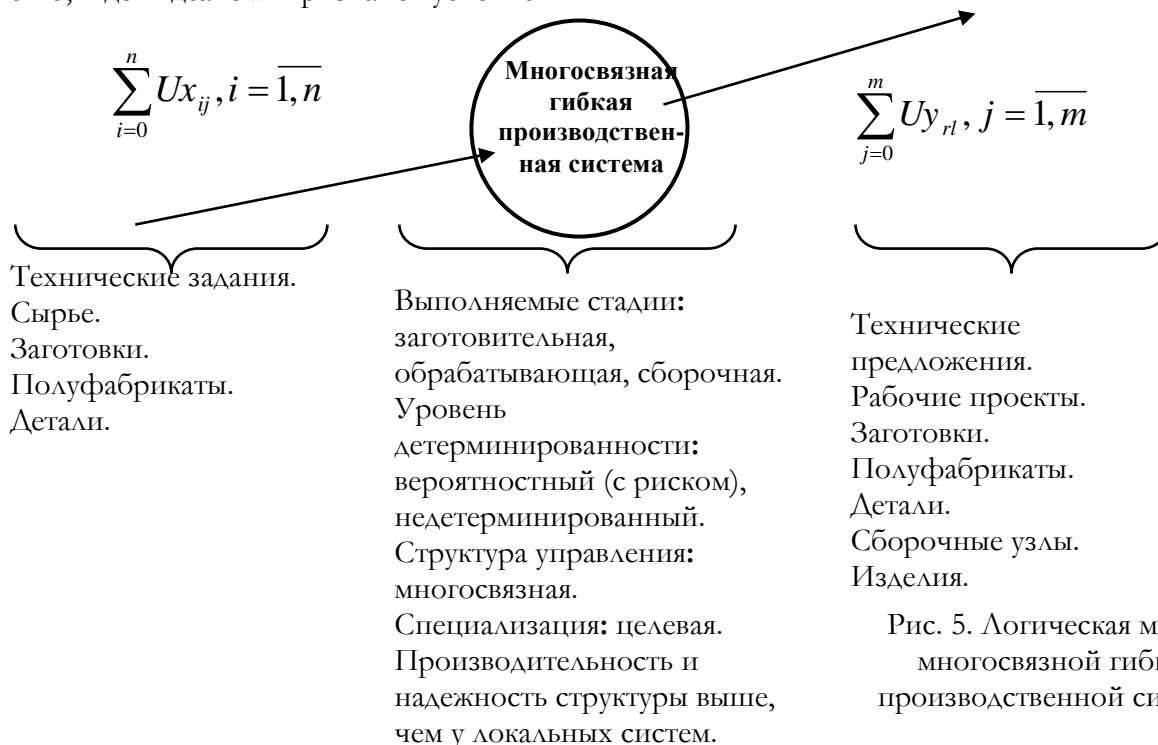 $\sum_{i=0}^{n} Ux_{ij}, i = \overline{1,n}$
Многосвязная
гибкая
производствен-
ная система
$\sum_{j=0}^{m} Uy_{rl}, j = \overline{1,m}$
Технические задания.
Сырье.
Заготовки.
Полуфабрикаты.
Детали.
Выполняемые стадии:
заготовительная,
обрабатывающая, сборочная.
Уровень
детерминированности:
вероятностный (с риском),
недетерминированный.
Структура управления:
многосвязная.
Специализация: целевая.
Производительность и
надежность структуры выше,
чем у локальных систем.
Технические
предложения.
Рабочие проекты.
Заготовки.
Полуфабрикаты.
Детали.
Сборочные узлы.
Изделия.
Рис. 5. Логическая м
многосвязной гиб
производственной си